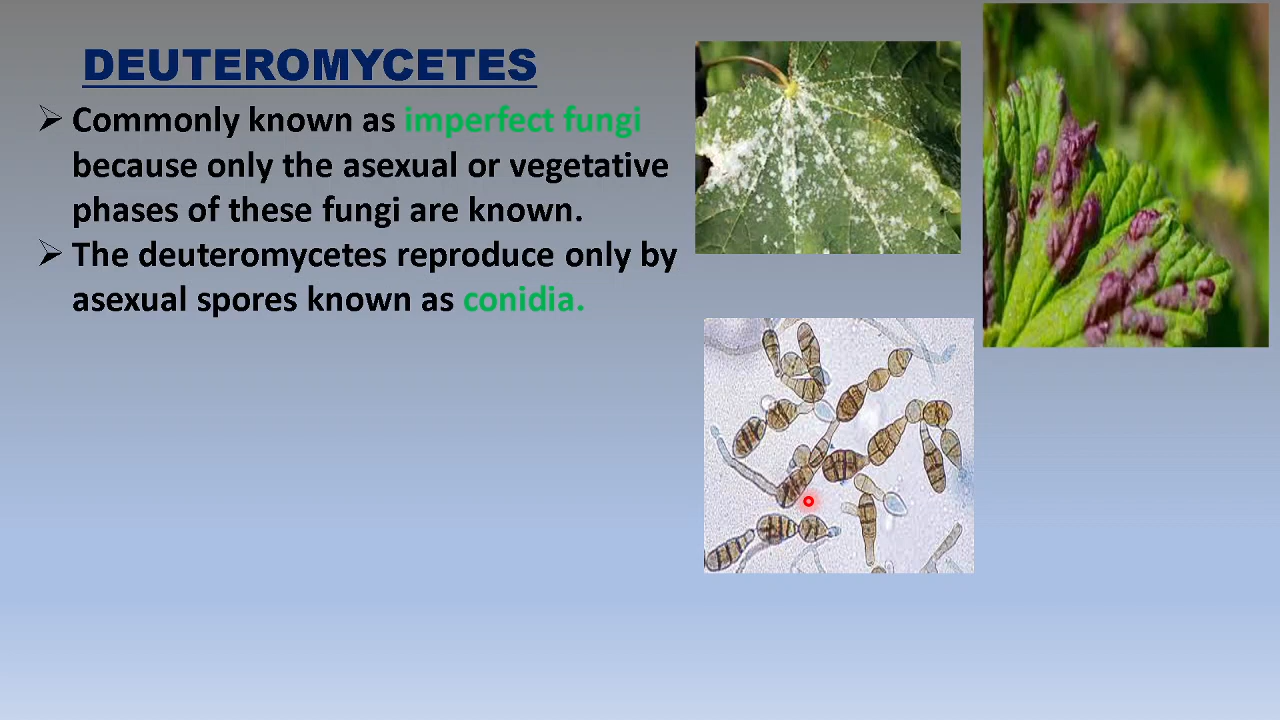 DEUTEROMYCETES
➢ Commonly known as imperfect fungi
because only the asexual or vegetative
phases of these fungi are known.
➢ The deuteromycetes reproduce only by
asexual spores known as conidia.